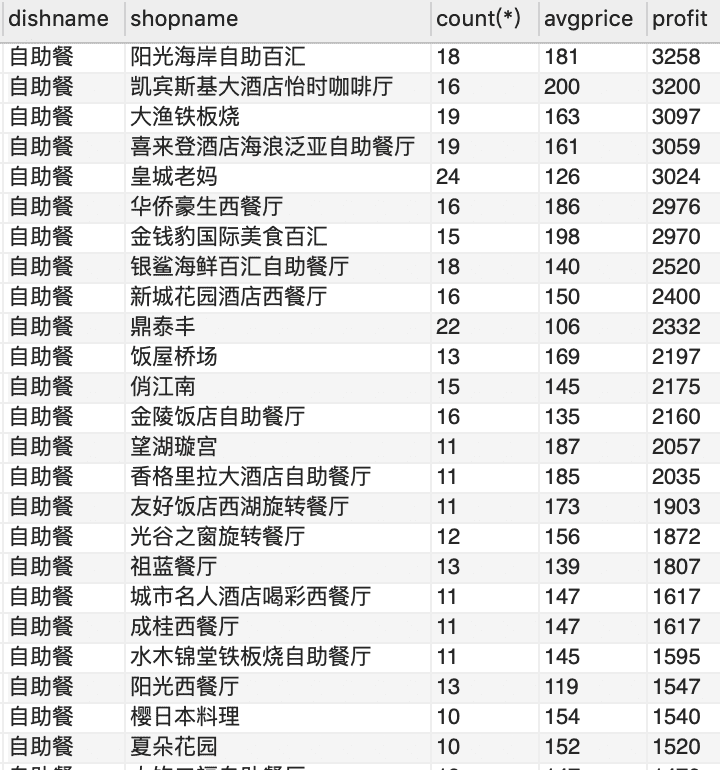 dishname shopname count(*) avgprice profit
自助餐 阳光海岸自助百汇 18 181 3258
自助餐 凯宾斯基大酒店怡时咖啡厅 16 200 3200
自助餐 大渔铁板烧 19 163 3097
自助餐 喜来登酒店海浪泛亚自助餐厅 19 161 3059
自助餐 皇城老妈 24 126 3024
自助餐 华侨豪生西餐厅 16 186 2976
自助餐 金钱豹国际美食百汇 15 198 2970
自助餐 银鲨海鲜百汇自助餐厅 18 140 2520
自助餐 新城花园酒店西餐厅 16 150 2400
自助餐 鼎泰丰 22 106 2332
自助餐 饭屋桥场 13 169 2197
自助餐 俏江南 15 145 2175
自助餐 金陵饭店自助餐厅 16 135 2160
自助餐 望湖璇宫 11 187 2057
自助餐 香格里拉大酒店自助餐厅 11 185 2035
自助餐 友好饭店西湖旋转餐厅 11 173 1903
自助餐 光谷之窗旋转餐厅 12 156 1872
自助餐 祖蓝餐厅 13 139 1807
自助餐 城市名人酒店喝彩西餐厅 11 147 1617
自助餐 成桂西餐厅 11 147 1617
自助餐 水木锦堂铁板烧自助餐厅 11 145 1595
自助餐 阳光西餐厅 13 119 1547
自助餐 樱日本料理 10 154 1540
自助餐 夏朵花园 10 152 1520